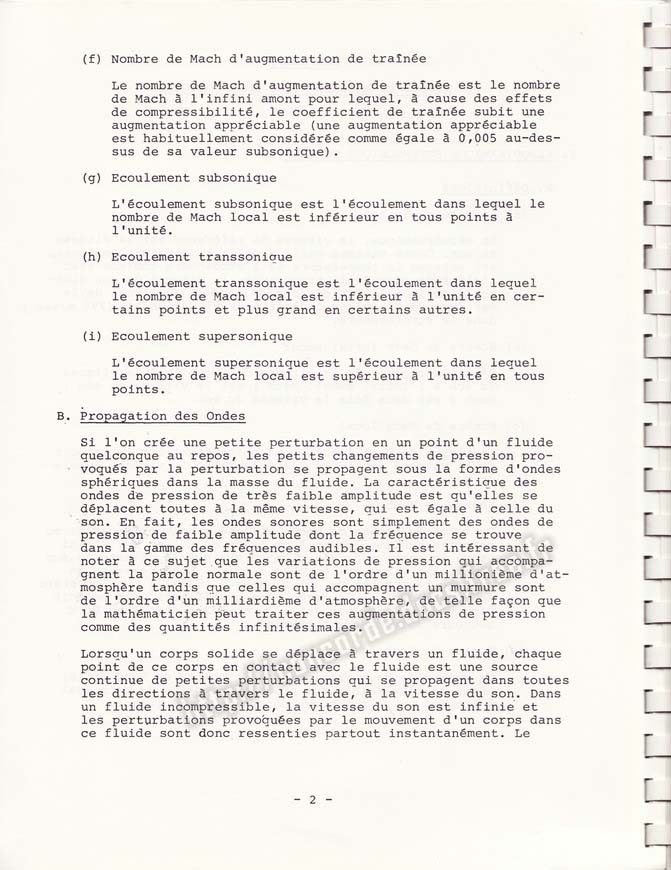 (f) Nombre de Mach d'augmentation de traînée
Le nombre de Mach d'augmentation de traînée est le nombre
de Mach à l'infini amont pour lequel, à cause des effets
de compressibilité, le coefficient de traînée subit une
augmentation appréciable (une augmentation appréciable
est habituellement considérée comme égale à 0,005 au-des-
sus de sa valeur subsonique).
(g) Ecoulement subsonique
L'écoulement subsonique est l'écoulement dans lequel le
nombre de Mach local est inférieur en tous points à
l'unité.
(h) Ecoulement transsonique
L'écoulement transsonique est l'écoulement dans lequel
le nombre de Mach local est inférieur à l'unité en cer-
tains points et plus grand en certains autres.
(i) Ecoulement supersonique
L'écoulement supersonique est l'écoulement dans lequel
le nombre de Mach local est supérieur à l'unité en tous
points.
B. Propagation des Ondes
Si l'on crée une petite perturbation en un point d'un fluide
quelconque au repos, les petits changements de pression pro-
voqués par la perturbation se propagent sous la forme d'ondes
sphériques dans la masse du fluide. La caractéristique des
ondes de pression de très faible amplitude est qu'elles se
déplacent toutes à la même vitesse, qui est égale à celle du
son. En fait, les ondes sonores sont simplement des ondes de
pression de faible amplitude dont la fréquence se trouve
dans la gamme des fréquences audibles. Il est intéressant de
noter à ce sujet que les variations de pression qui accompa-
gnent la parole normale sont de l'ordre d'un millionième d'at-
mosphère tandis que celles qui accompagnent un murmure sont
de l'ordre d'un milliardième d'atmosphère, de telle façon que
la mathématicien peut traiter ces augmentations de pression
comme des quantités infinitésimales.
Lorsqu'un corps solide se déplace à travers un fluide, chaque
point de ce corps en contact avec le fluide est une source
continue de petites perturbations qui se propagent dans toutes
les directions à travers le fluide, à la vitesse du son. Dans
un fluide incompressible, la vitesse du son est infinie et
les perturbations provoquées par le mouvement d'un corps dans
ce fluide sont donc ressenties partout instantanément. Le
- 2 -